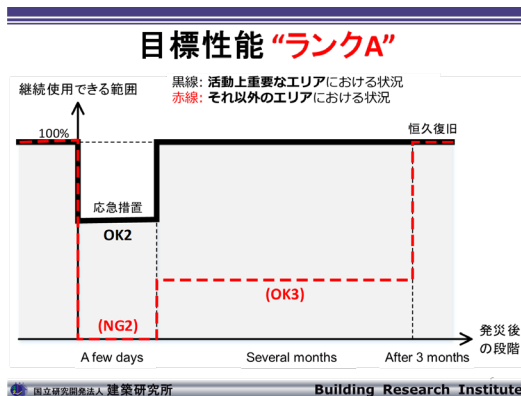 目標性能 “ランクA”
黒線: 活動上重要なエリアにおける状況
赤線: それ以外のエリアにおける状況
継続使用できる範囲
100%
恒久復旧
応急措置
OK2
(OK3)
(NG2)
発災後
の段階
A few days
Several months
After 3 months
国立研究開発法人 建築研究所
Building Research Institute